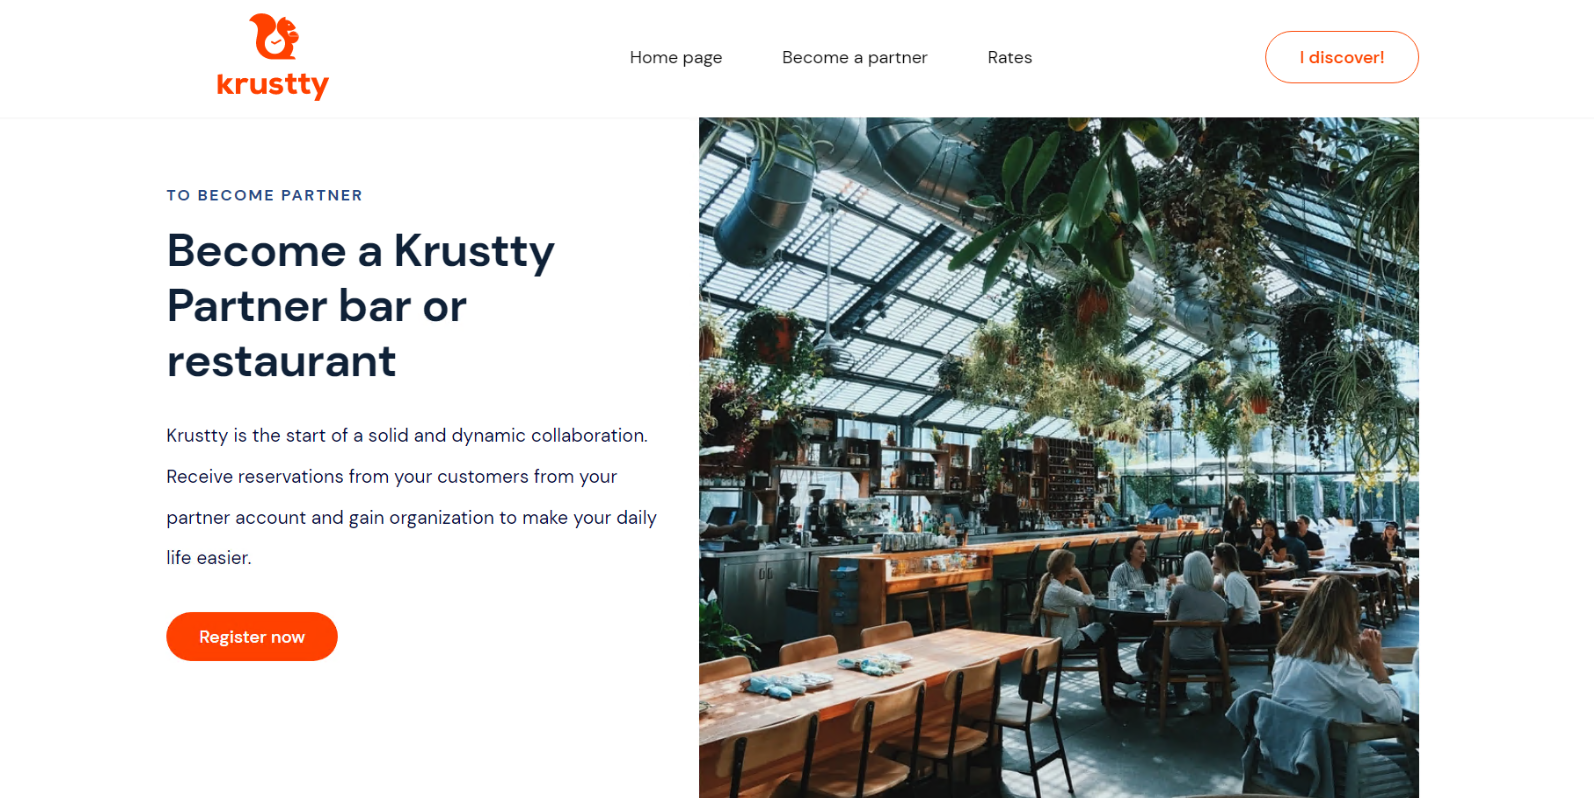 krustty
Home page
Become a partner
Rates
I discover!
TO BECOME PARTNER
Become a Krustty
Partner bar or
restaurant
Krustty is the start of a solid and dynamic collaboration.
Receive reservations from your customers from your
partner account and gain organization to make your daily
life easier.
Register now